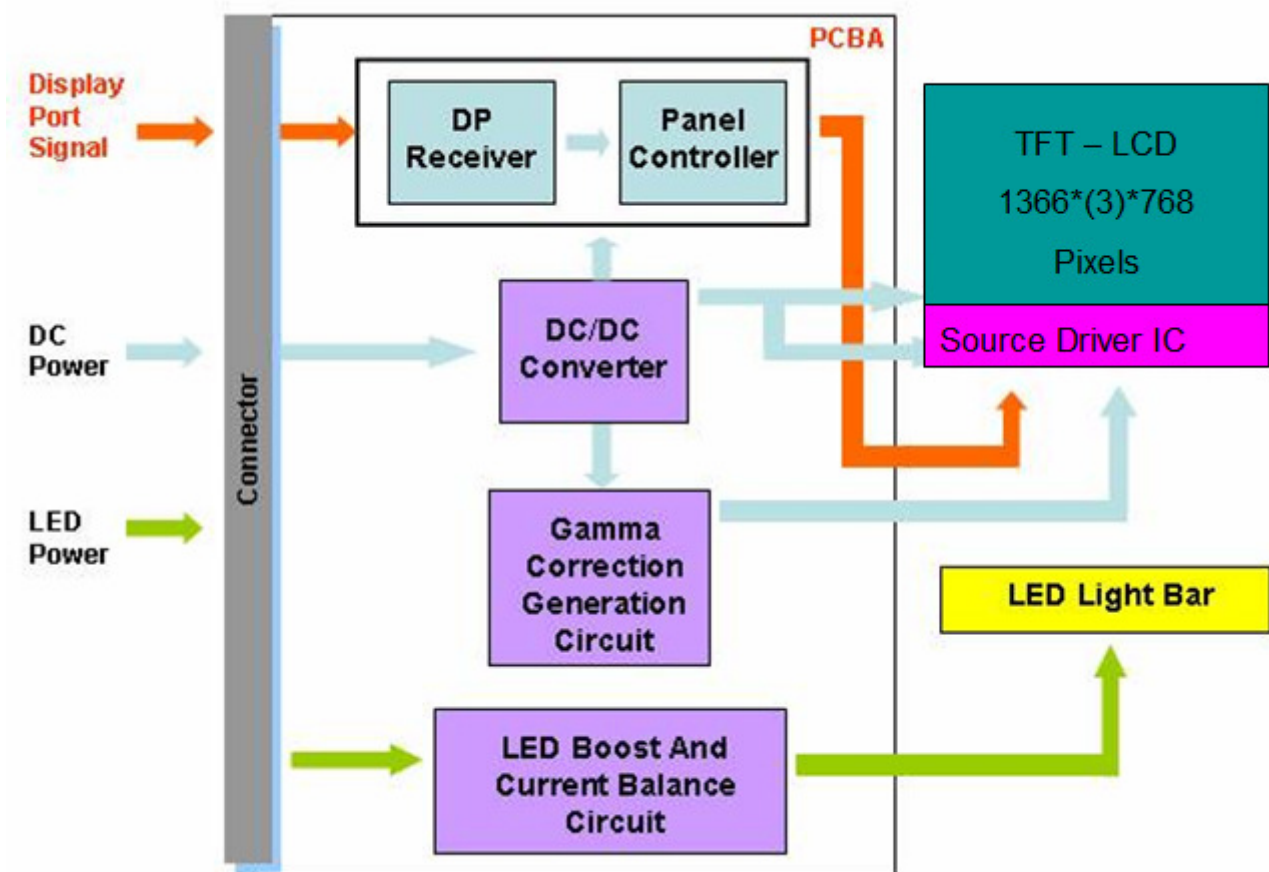 PCBA
Display
Port
Signal
DP
Receiver
Panel
Controller
TFT – LCD
1366*(3)*768
Pixels
Source Driver IC
DC
Power
DC/DC
Converter
Connector
LED
Power
Gamma
Correction
Generation
Circuit
LED Light Bar
LED Boost And
Current Balance
Circuit